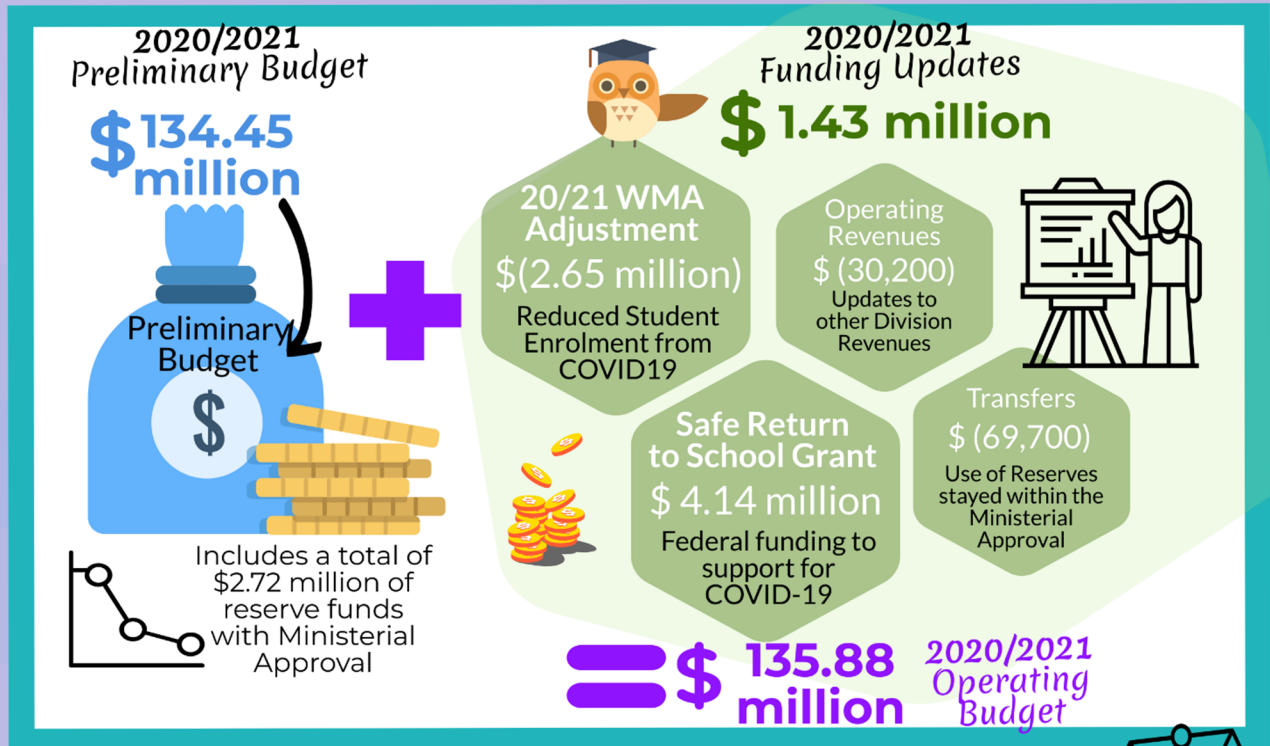 2020/2021
Preliminary Budget
$ 134.45
million
Preliminary
Budget
$
Includes a total of
$2.72 million of
reserve funds
with Ministerial
Approval
+
2020/2021
Funding Updates
$ 1.43 million
20/21 WMA
Adjustment
$(2.65 million)
Reduced Student
Enrolment from
COVID19
Operating
Revenues
$ (30,200)
Updates to
other Division
Revenues
Safe Return
to School Grant
$ 4.14 million
Federal funding to
support for
COVID-19
Transfers
$ (69,700)
Use of Reserves
stayed within the
Ministerial
Approval
= $ 135.88
million
2020/2021
Operating
Budget